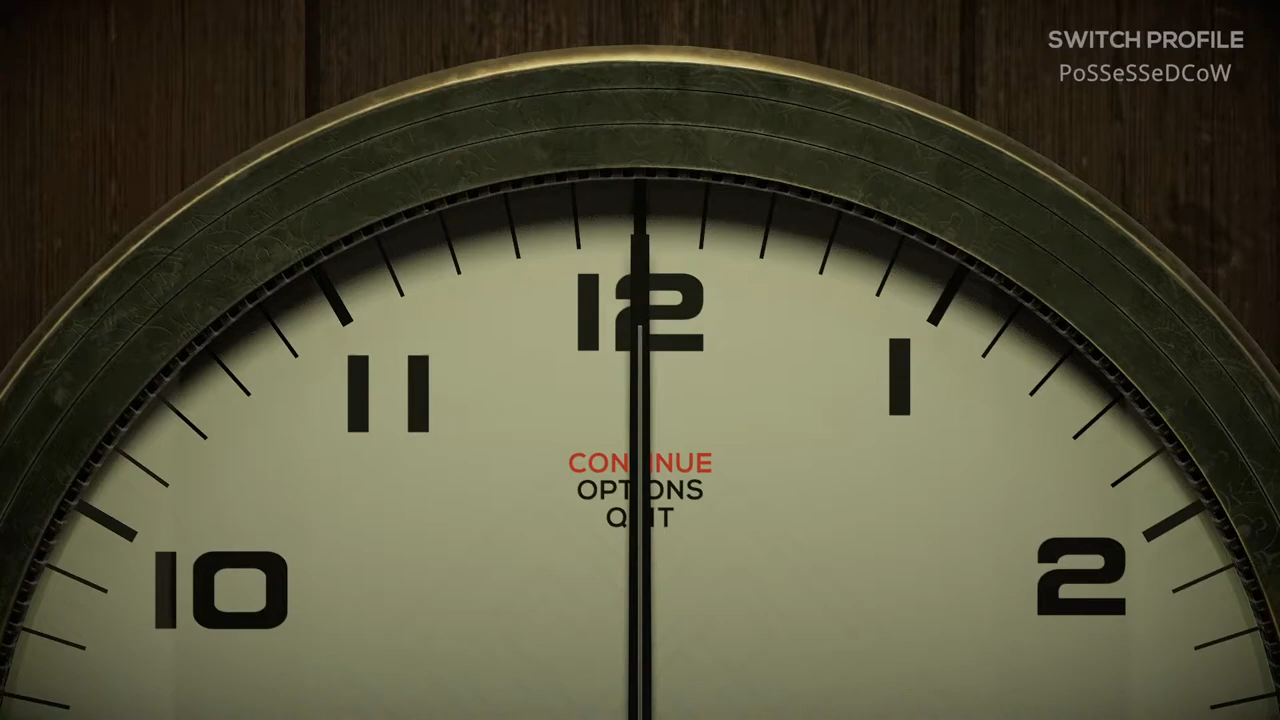 SWITCH PROFILE
PoSSeSSeDCoW
12
11
1
CONTINUE
OPTIONS
QUIT
10
2